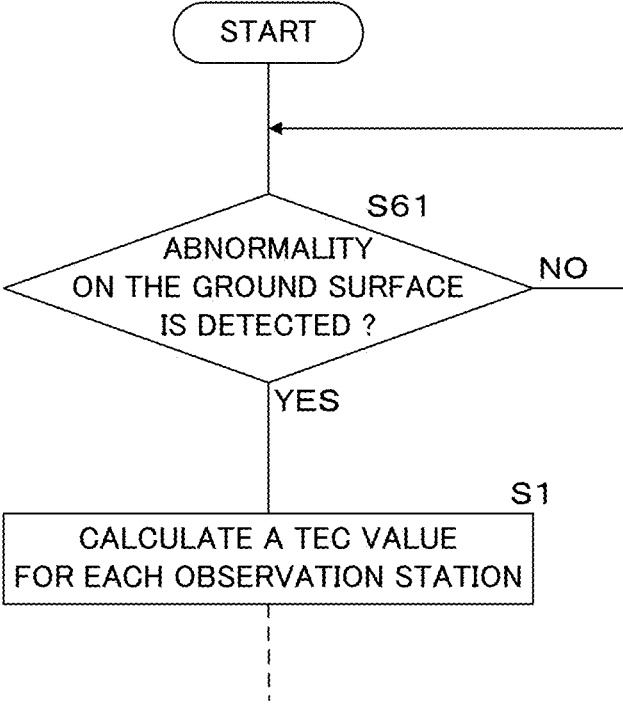 START
S61
ABNORMALITY
ON THE GROUND SURFACE
IS DETECTED ?
NO
YES
S1
CALCULATE A TEC VALUE
FOR EACH OBSERVATION STATION